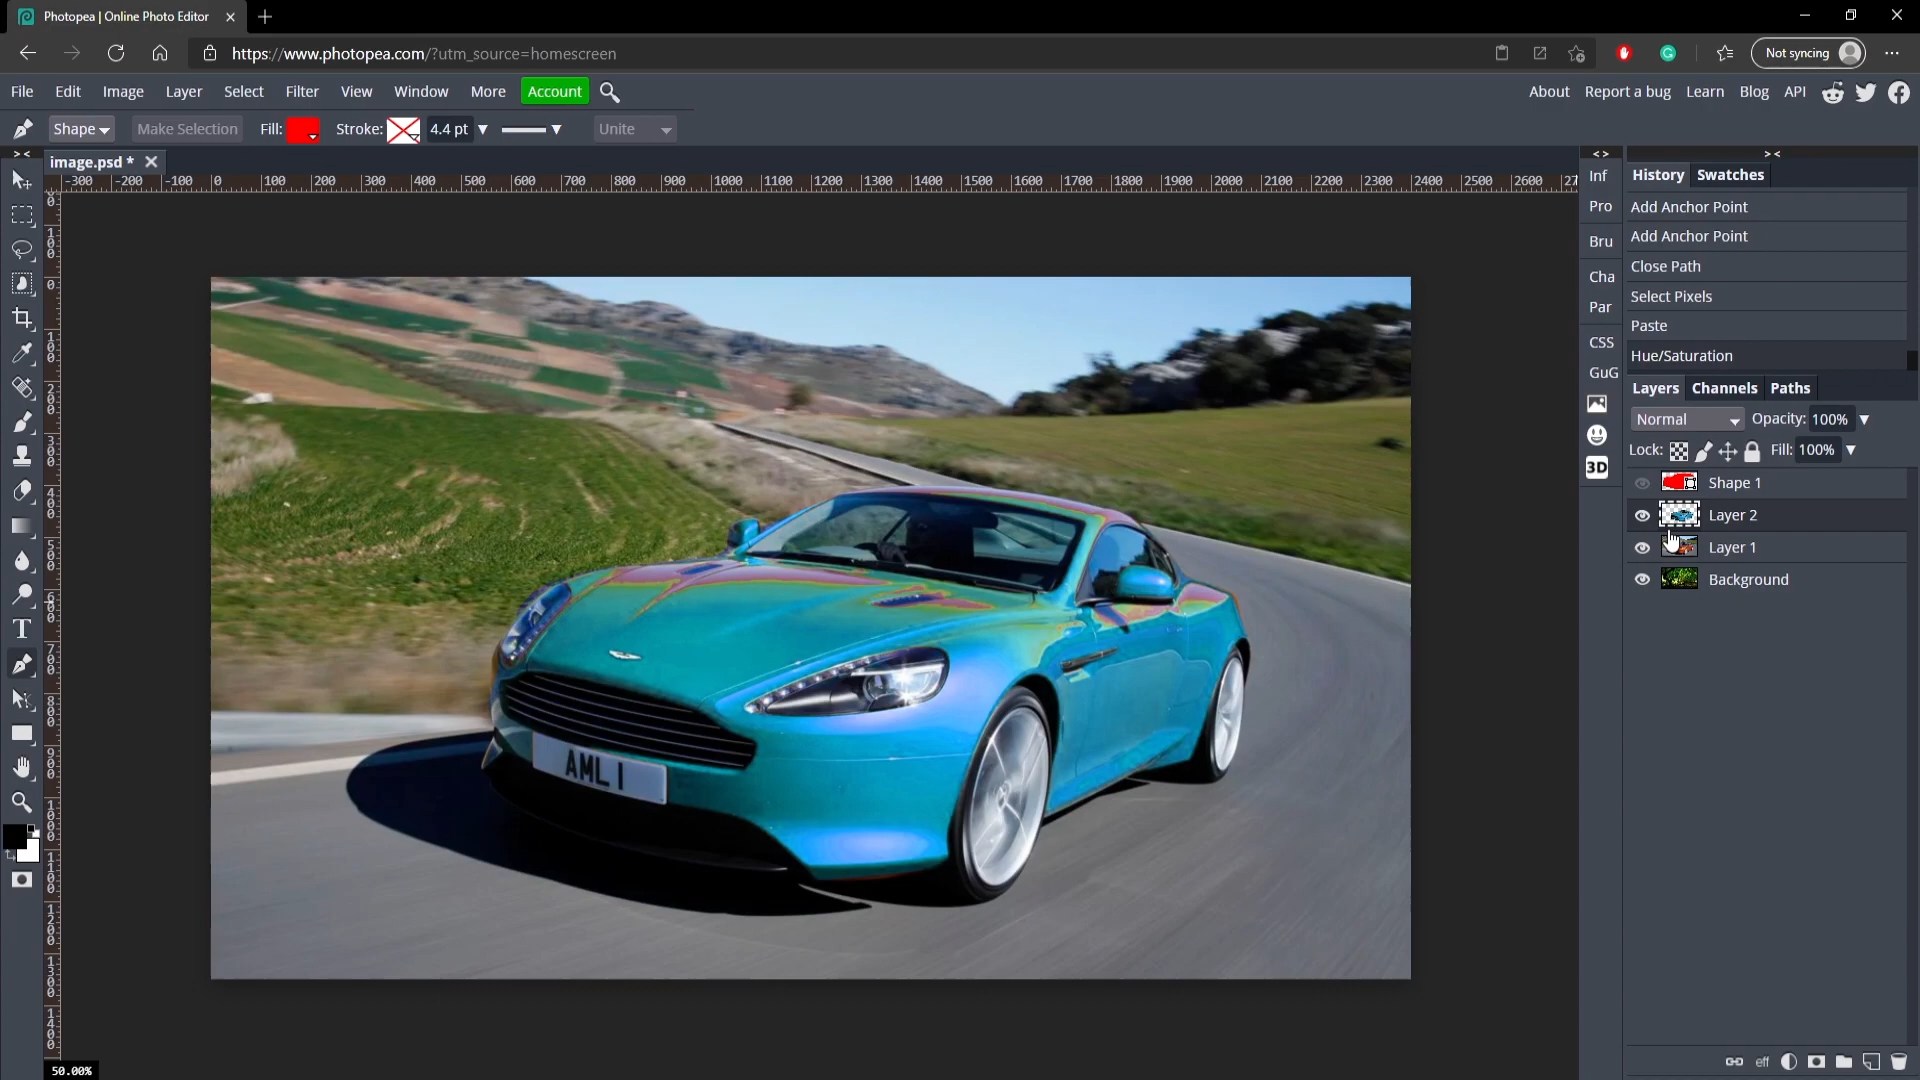 Photopea | Online Photo Editor
https://www.photopea.com/?utm_source=homescreen
Not syncing
File Edit Image Layer Select Filter View Window More Account
About Report a bug Learn Blog API
Shape Make Selection Fill: Stroke: 4.4 pt Unite
> <
image.psd *
< >
> <
-300 -200 -100 0 100 200 300 400 500 600 700 800 900 1000 1100 1200 1300 1400 1500 1600 1700 1800 1900 2000 2100 2200 2300 2400 2500 2600
Inf
Pro
Bru
Cha
Par
CSS
GuG
3D
History Swatches
Add Anchor Point
Add Anchor Point
Close Path
Select Pixels
Paste
Hue/Saturation
Layers Channels Paths
Normal Opacity: 100%
Lock: Fill: 100%
Shape 1
Layer 2
Layer 1
Background
AML 1
T
eff
50.00%